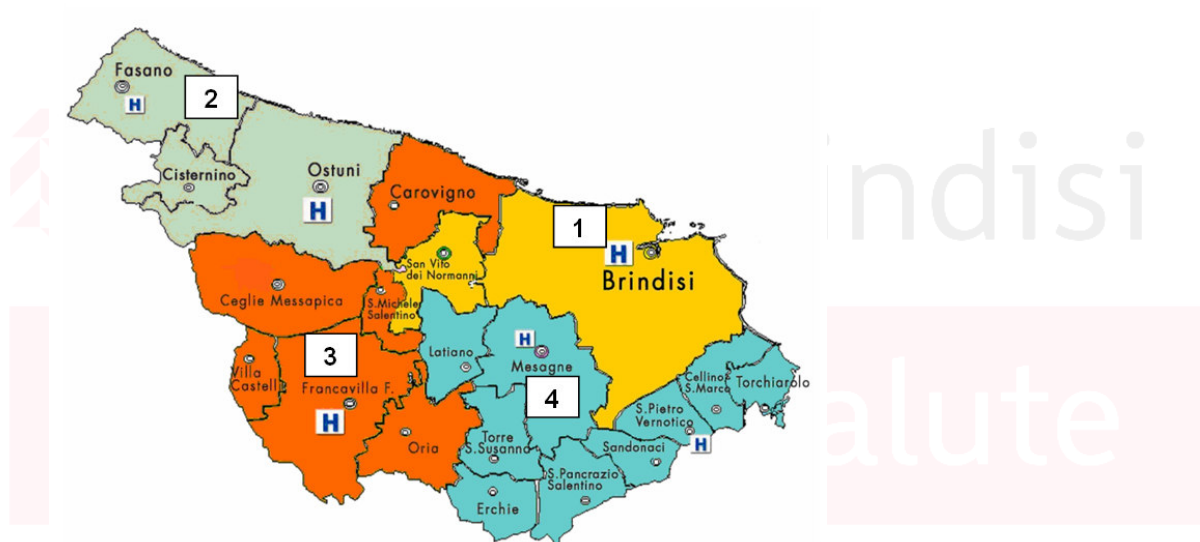 Fasano
H
2
Cisternino
Ostuni
H
Carovigno
1
H
Brindisi
San Vito
dei Normanni
Ceglie Messapica
S.Michele
Salentino
3
Villa
Castelli
Francavilla F.
H
Oria
Latiano
H
Mesagne
4
Cellino
S.Marco
Torchiarolo
S.Pietro
Vernotico
H
Torre
S.Susanna
Sandonaci
S.Pancrazio
Salentino
Erchie
indisi
alute